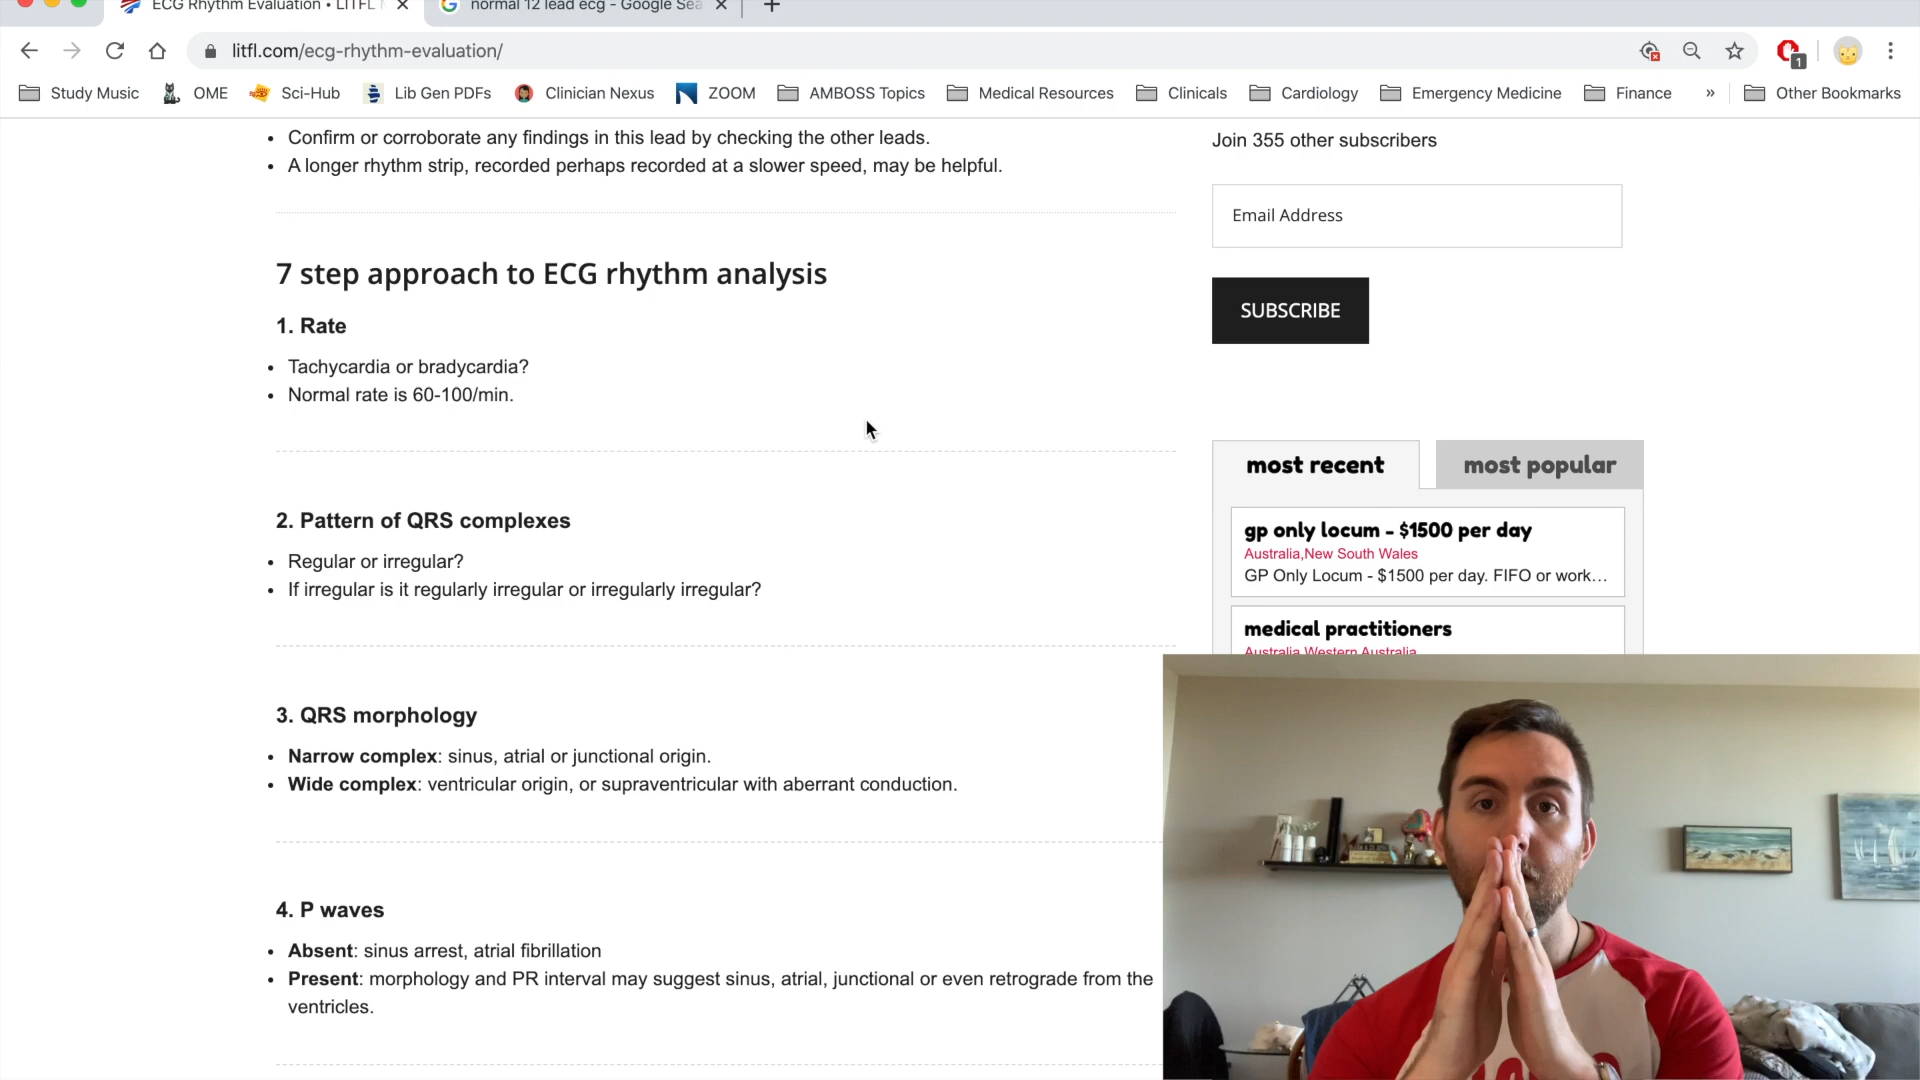 ECG Rhythm Evaluation • LITFL
normal 12 lead ecg - Google Sea
litfl.com/ecg-rhythm-evaluation/
1
Study Music
OME
Sci-Hub
Lib Gen PDFs
Clinician Nexus
ZOOM
AMBOSS Topics
Medical Resources
Clinicals
Cardiology
Emergency Medicine
Finance
»
Other Bookmarks
• Confirm or corroborate any findings in this lead by checking the other leads.
• A longer rhythm strip, recorded perhaps recorded at a slower speed, may be helpful.
7 step approach to ECG rhythm analysis
1. Rate
• Tachycardia or bradycardia?
• Normal rate is 60-100/min.
2. Pattern of QRS complexes
• Regular or irregular?
• If irregular is it regularly irregular or irregularly irregular?
3. QRS morphology
• Narrow complex: sinus, atrial or junctional origin.
• Wide complex: ventricular origin, or supraventricular with aberrant conduction.
4. P waves
• Absent: sinus arrest, atrial fibrillation
• Present: morphology and PR interval may suggest sinus, atrial, junctional or even retrograde from the
ventricles.
Join 355 other subscribers
Email Address
SUBSCRIBE
most recent
most popular
gp only locum - $1500 per day
Australia,New South Wales
GP Only Locum - $1500 per day. FIFO or work...
medical practitioners
Australia,Western Australia